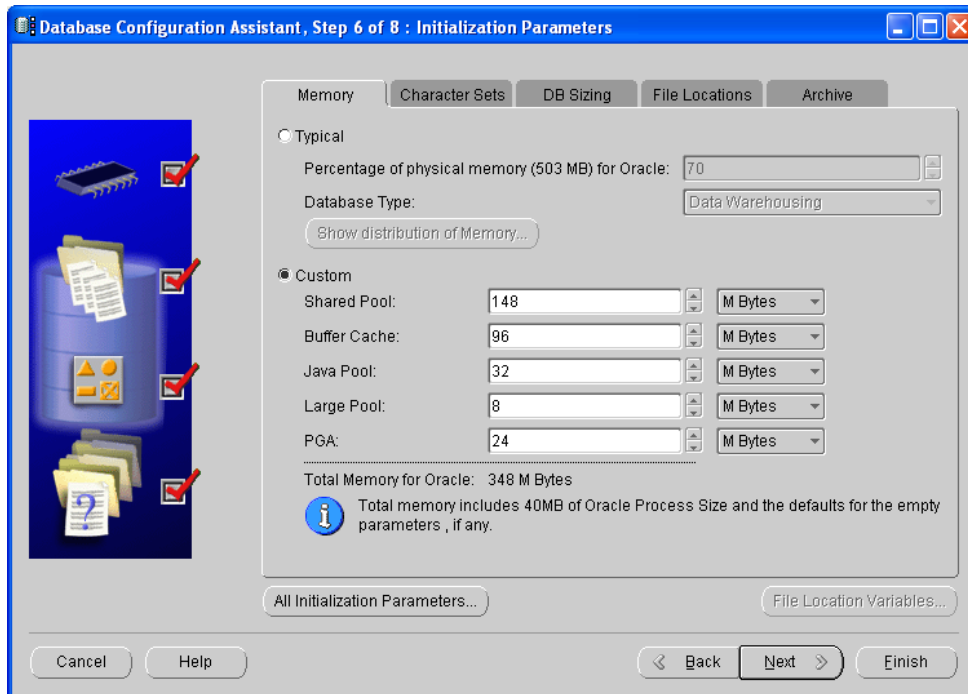 Database Configuration Assistant, Step 6 of 8 : Initialization Parameters
Memory
Character Sets
DB Sizing
File Locations
Archive
Typical
Percentage of physical memory (503 MB) for Oracle: 70
Database Type: Data Warehousing
Show distribution of Memory...
Custom
Shared Pool: 148 M Bytes
Buffer Cache: 96 M Bytes
Java Pool: 32 M Bytes
Large Pool: 8 M Bytes
PGA: 24 M Bytes
Total Memory for Oracle: 348 M Bytes
Total memory includes 40MB of Oracle Process Size and the defaults for the empty
parameters , if any.
All Initialization Parameters...
File Location Variables...
Cancel
Help
Back
Next
Finish